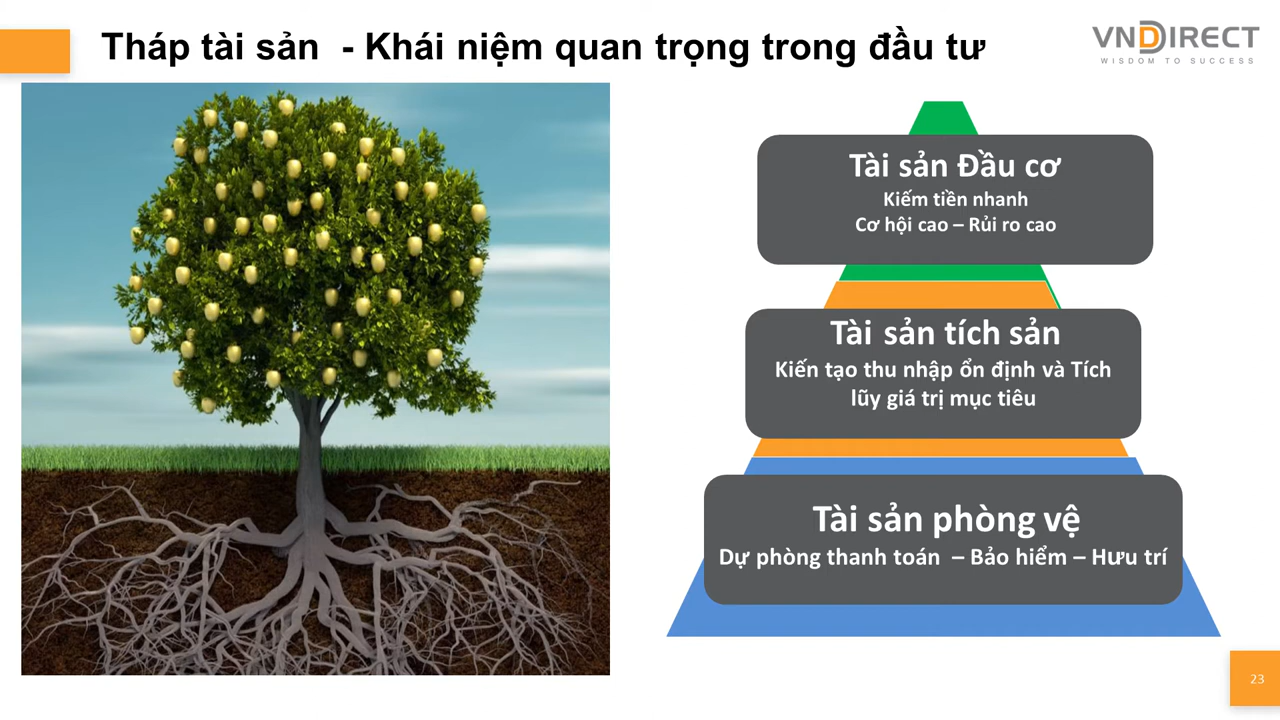 Tháp tài sản - Khái niệm quan trọng trong đầu tư
VNDIRECT
WISDOM TO SUCCESS
Tài sản Đầu cơ
Kiếm tiền nhanh
Cơ hội cao – Rủi ro cao
Tài sản tích sản
Kiến tạo thu nhập ổn định và Tích
lũy giá trị mục tiêu
Tài sản phòng vệ
Dự phòng thanh toán – Bảo hiểm – Hưu trí
23